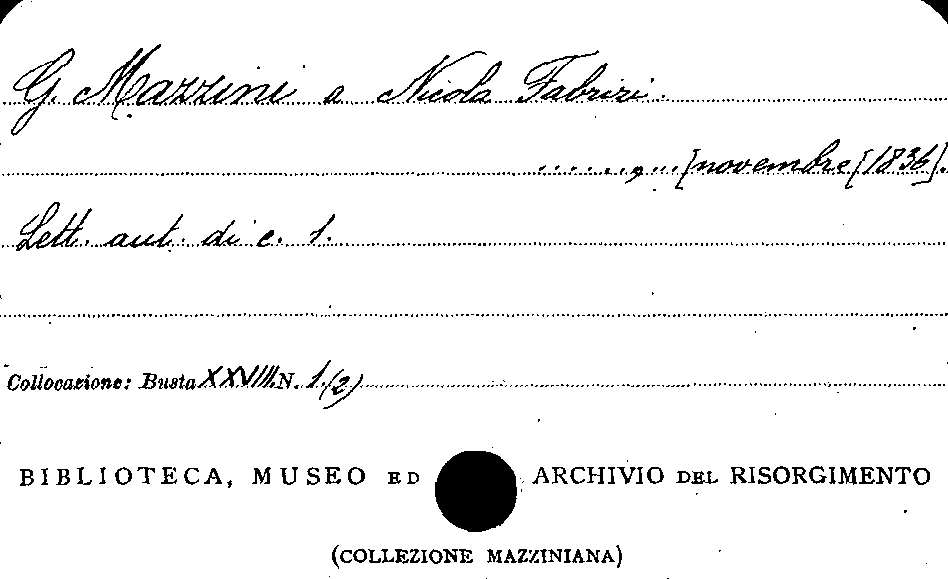 G. Mazzini a Nicola Fabrizi.
......,... [novembre [1836].
Lett. aut. di c. 1.
Collocazione: Busta XXVIII. N. 1.(2)
BIBLIOTECA, MUSEO ED ARCHIVIO DEL RISORGIMENTO
(COLLEZIONE MAZZINIANA)